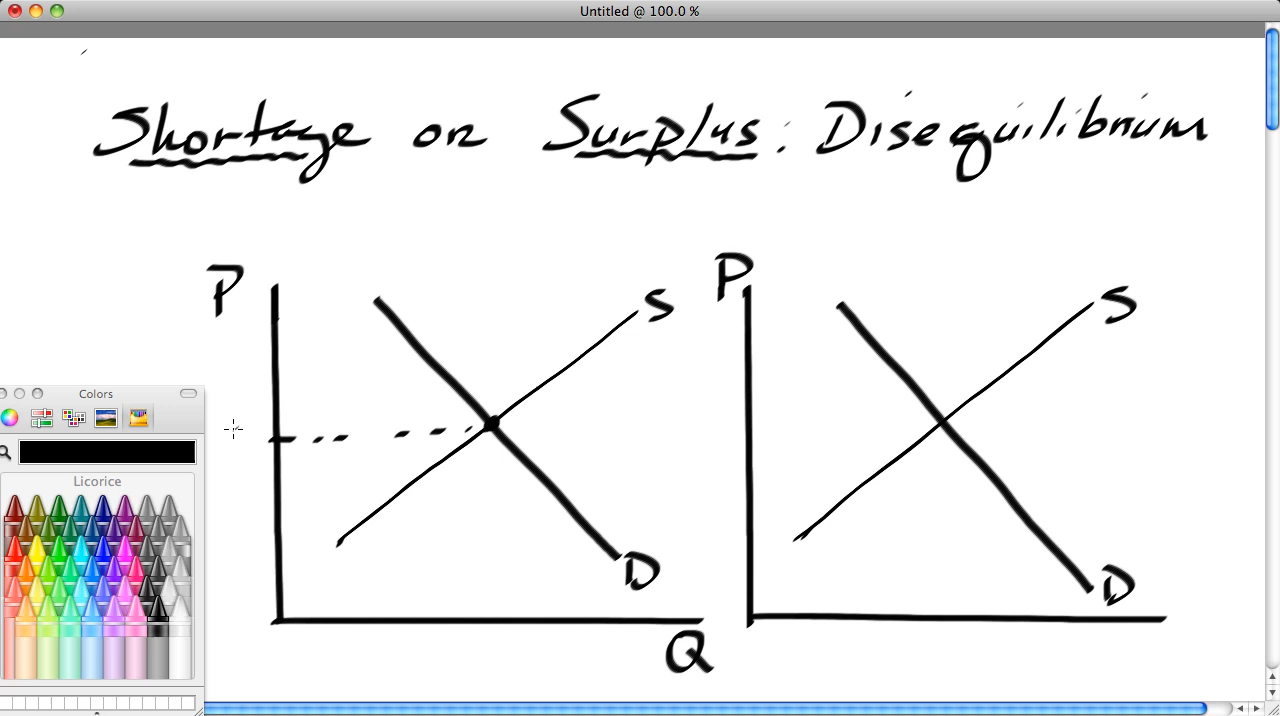 Untitled @ 100.0 %
Shortage or Surplus: Disequilibrium
P
S
D
Q
P
S
D
Colors
Licorice